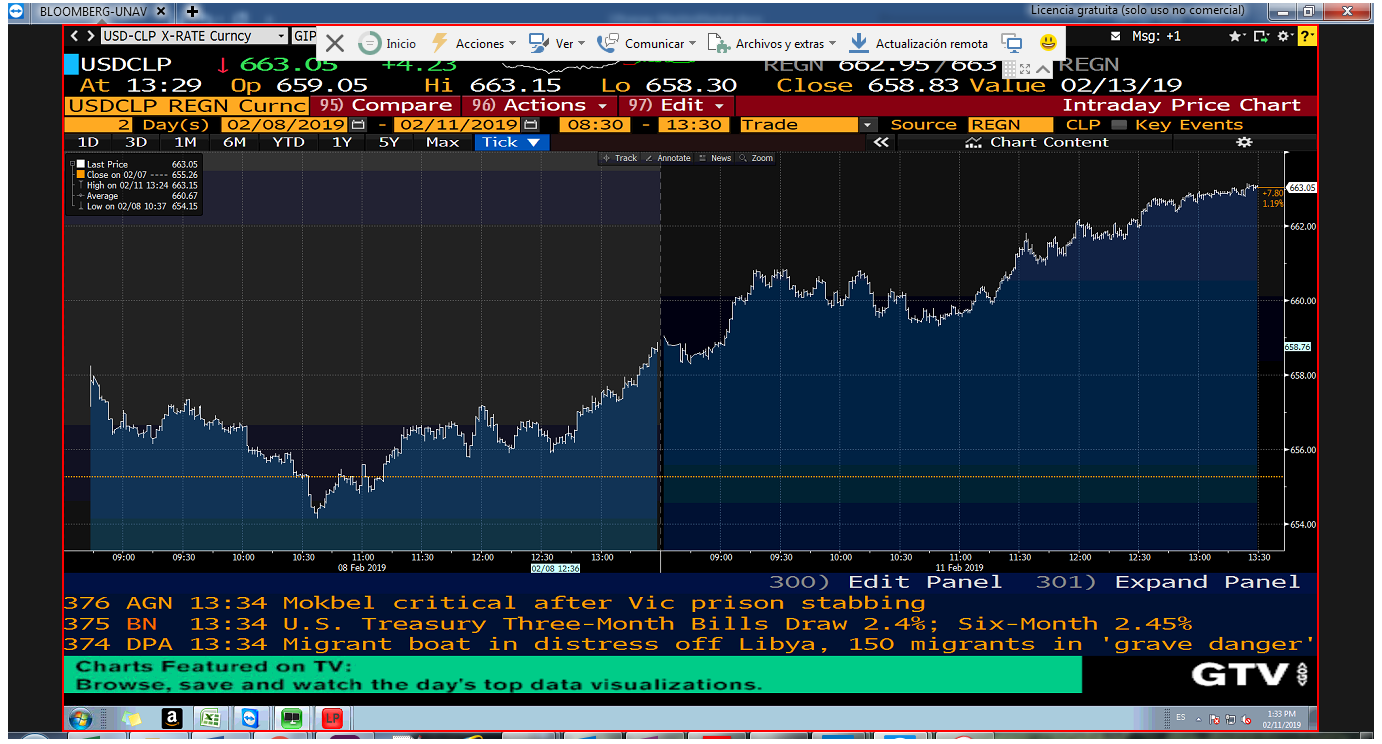 BLOOMBERG-UNAV X +
Licencia gratuita (solo uso no comercial)
< > USD-CLP X-RATE Curncy GIP
Inicio Acciones Ver Comunicar Archivos y extras Actualización remota
Msg: +1
USDCLP ↓ 663.05 +4.23 REGN 662.95/663 REGN
At 13:29 Op 659.05 Hi 663.15 Lo 658.30 Close 658.83 Value 02/13/19
USDCLP REGN Curnc 95) Compare 96) Actions 97) Edit Intraday Price Chart
2 Day(s) 02/08/2019 - 02/11/2019 08:30 - 13:30 Trade Source REGN CLP Key Events
1D 3D 1M 6M YTD 1Y 5Y Max Tick ▼ « Chart Content
Track Annotate News Zoom
Last Price 663.05
Close on 02/07 ---- 655.26
High on 02/11 13:24 663.15
Average 660.67
Low on 02/08 10:37 654.15
663.05
+7.80
1.19%
662.00
660.00
658.76
658.00
656.00
654.00
09:00 09:30 10:00 10:30 11:00 11:30 12:00 12:30 13:00 09:00 09:30 10:00 10:30 11:00 11:30 12:00 12:30 13:00 13:30
08 Feb 2019 02/08 12:36 11 Feb 2019
300) Edit Panel 301) Expand Panel
376 AGN 13:34 Mokbel critical after Vic prison stabbing
375 BN 13:34 U.S. Treasury Three-Month Bills Draw 2.4%; Six-Month 2.45%
374 DPA 13:34 Migrant boat in distress off Libya, 150 migrants in 'grave danger'
Charts Featured on TV:
Browse, save and watch the day's top data visualizations.
GTV
a LP
ES 1:33 PM
02/11/2019